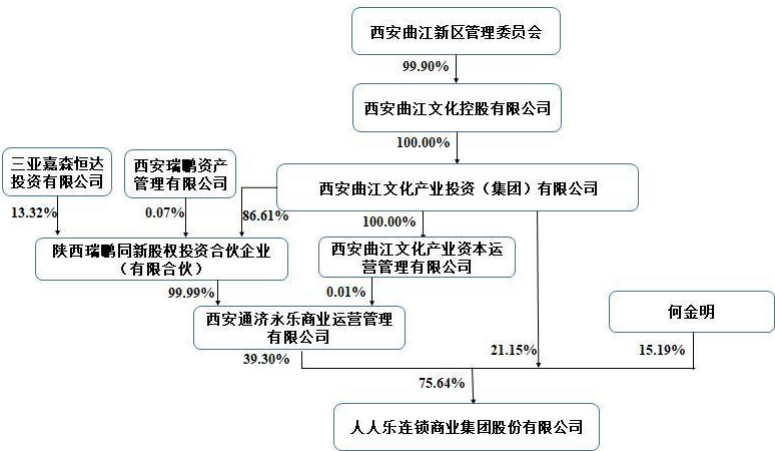 西安曲江新区管理委员会
99.90%
西安曲江文化控股有限公司
100.00%
三亚嘉森恒达
投资有限公司
西安瑞鹏资产
管理有限公司
西安曲江文化产业投资（集团）有限公司
13.32%
0.07%
86.61%
100.00%
陕西瑞鹏同新股权投资合伙企业
（有限合伙）
西安曲江文化产业资本运
营管理有限公司
99.99%
0.01%
西安通济永乐商业运营管理
有限公司
何金明
39.30%
21.15%
15.19%
75.64%
人人乐连锁商业集团股份有限公司